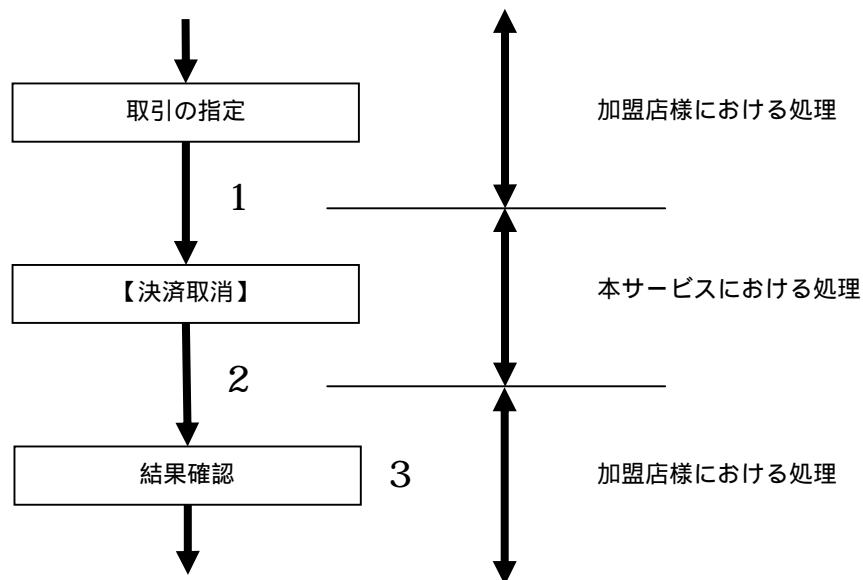 取引の指定
加盟店様における処理
1
【決済取消】
本サービスにおける処理
2
結果確認
3
加盟店様における処理